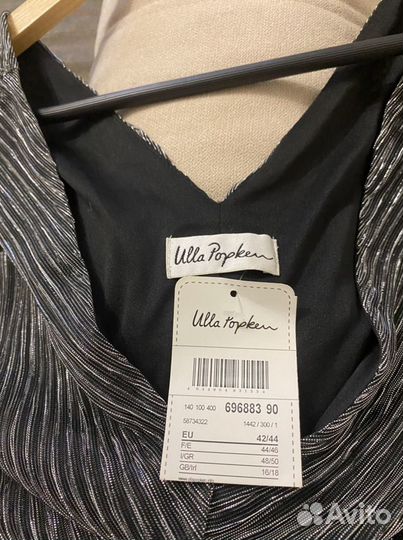 Ulla Popken
Ulla Popken
140 100 400 696883 90
56734322 1442 / 300 / 1
EU 42/44
F/E 44/46
I/GR 48/50
GB/Irl 16/18
Avito